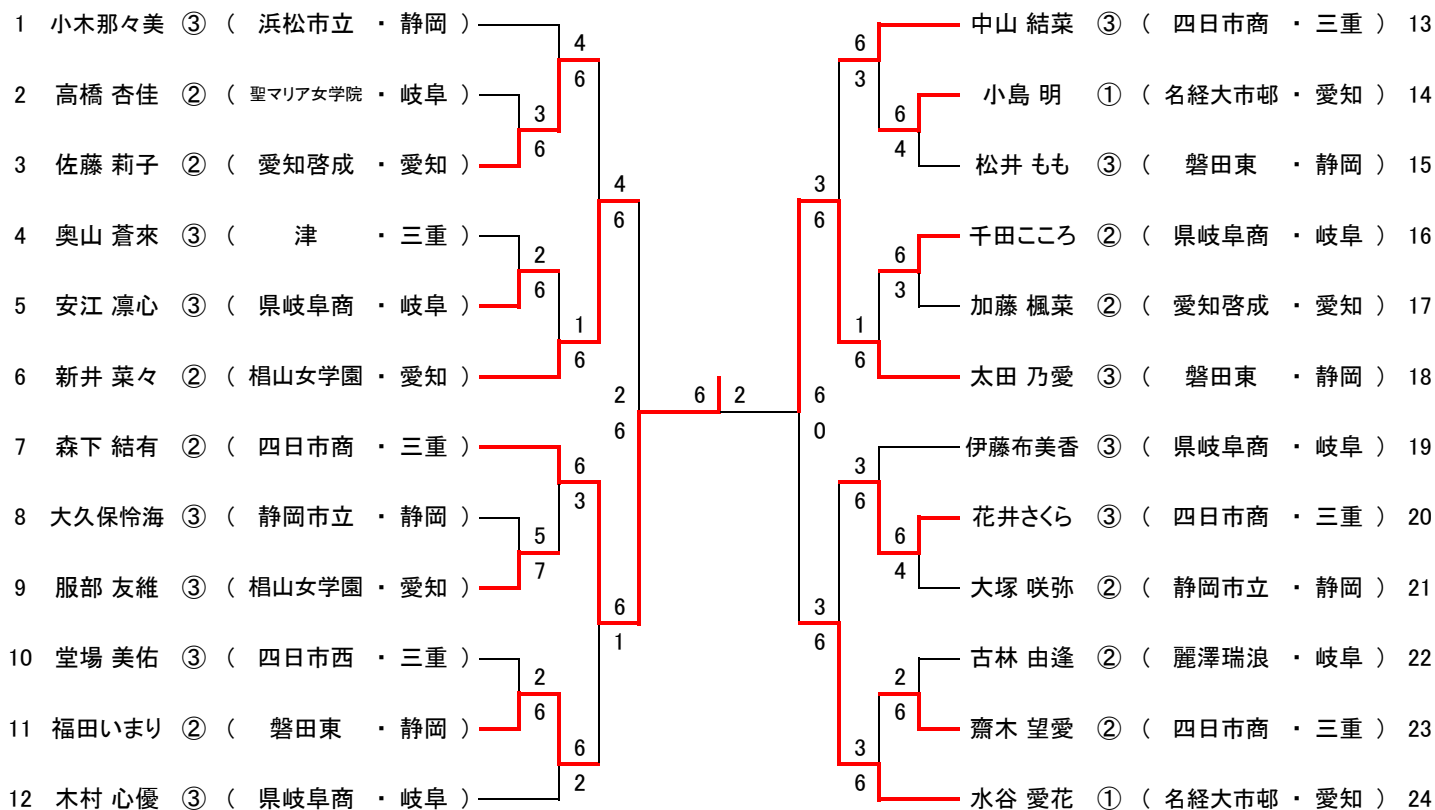 1 小木那々美 ③ ( 浜松市立 ・ 静岡 )
2 高橋 杏佳 ② ( 聖マリア女学院 ・ 岐阜 )
3 佐藤 莉子 ② ( 愛知啓成 ・ 愛知 )
4 奥山 蒼來 ③ ( 津 ・ 三重 )
5 安江 凛心 ③ ( 県岐阜商 ・ 岐阜 )
6 新井 菜々 ② ( 椙山女学園 ・ 愛知 )
7 森下 結有 ② ( 四日市商 ・ 三重 )
8 大久保怜海 ③ ( 静岡市立 ・ 静岡 )
9 服部 友維 ③ ( 椙山女学園 ・ 愛知 )
10 堂場 美佑 ③ ( 四日市西 ・ 三重 )
11 福田いまり ② ( 磐田東 ・ 静岡 )
12 木村 心優 ③ ( 県岐阜商 ・ 岐阜 )
4
6
3
6
4
6
2
6
1
6
2
6
6
3
5
7
6
1
2
6
6
2
6 2
6
3
6
4
3
6
6
3
1
6
6
0
3
6
6
4
3
6
2
6
3
6
中山 結菜 ③ ( 四日市商 ・ 三重 ) 13
小島 明 ① ( 名経大市邨 ・ 愛知 ) 14
松井 もも ③ ( 磐田東 ・ 静岡 ) 15
千田こころ ② ( 県岐阜商 ・ 岐阜 ) 16
加藤 楓菜 ② ( 愛知啓成 ・ 愛知 ) 17
太田 乃愛 ③ ( 磐田東 ・ 静岡 ) 18
伊藤布美香 ③ ( 県岐阜商 ・ 岐阜 ) 19
花井さくら ③ ( 四日市商 ・ 三重 ) 20
大塚 咲弥 ② ( 静岡市立 ・ 静岡 ) 21
古林 由逢 ② ( 麗澤瑞浪 ・ 岐阜 ) 22
齋木 望愛 ② ( 四日市商 ・ 三重 ) 23
水谷 愛花 ① ( 名経大市邨 ・ 愛知 ) 24